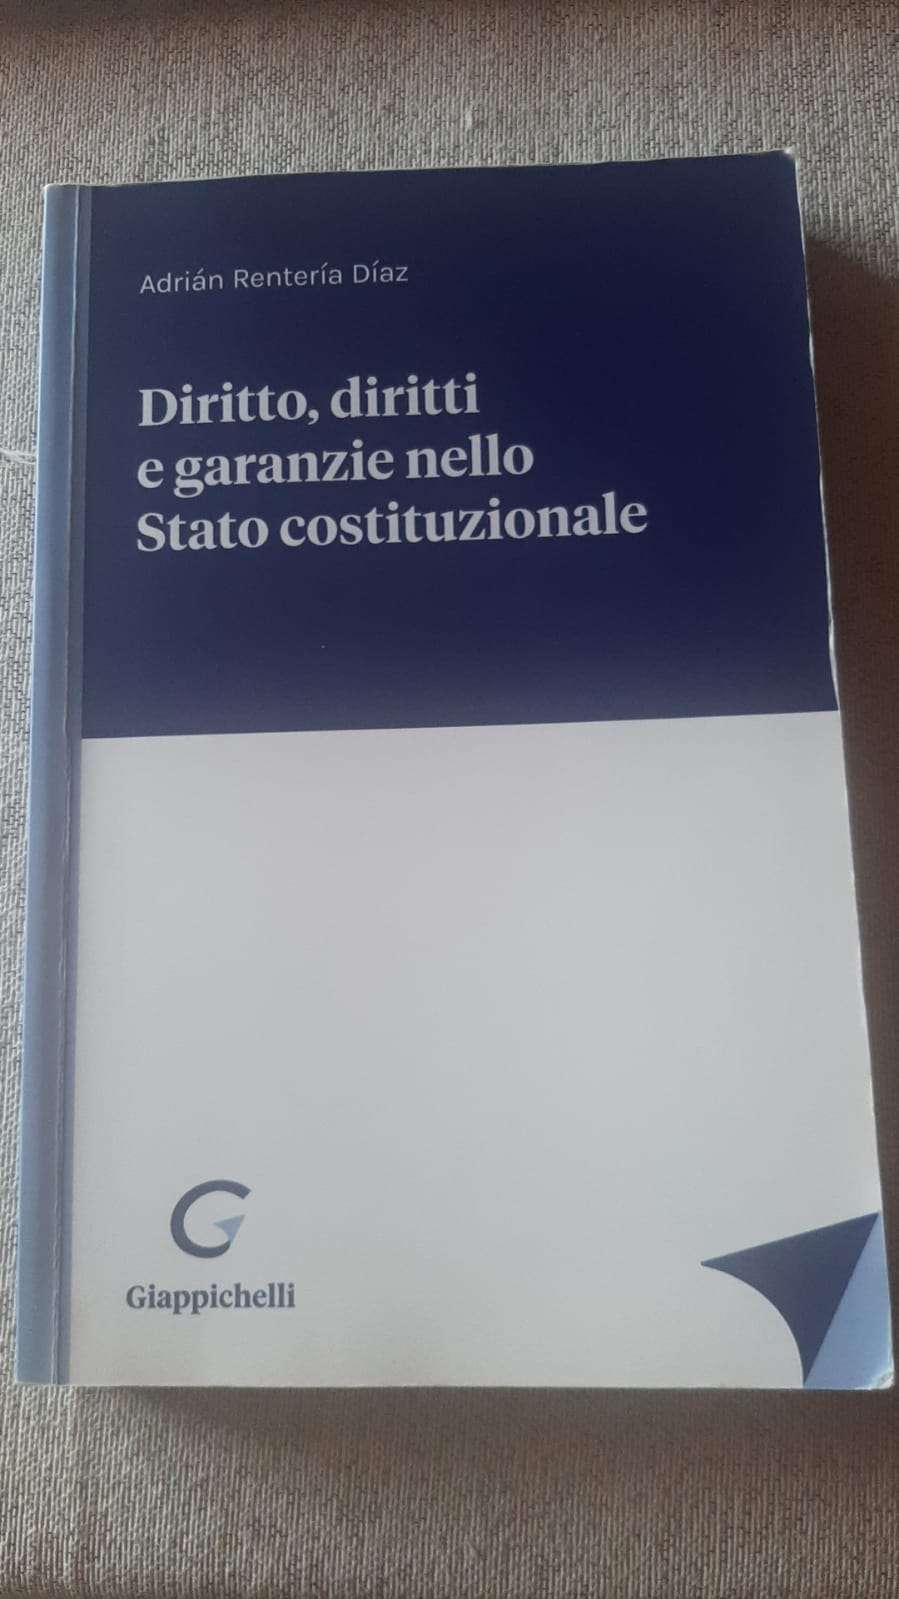 Adrián Rentería Díaz
Diritto, diritti
e garanzie nello
Stato costituzionale
Giappichelli